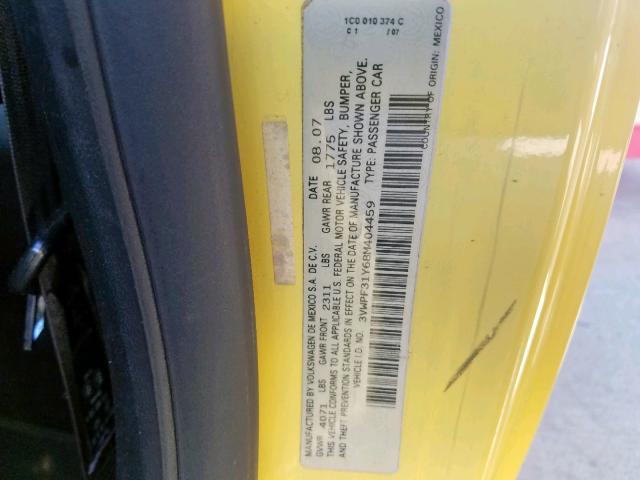 1C0 010 374 C
C 1 / 07
MANUFACTURED BY VOLKSWAGEN DE MEXICO S.A. DE C.V. DATE 08.07
GVWR 4071 LBS GAWR FRONT 2311 LBS GAWR REAR 1775 LBS
THIS VEHICLE CONFORMS TO ALL APPLICABLE U.S. FEDERAL MOTOR VEHICLE SAFETY, BUMPER,
AND THEFT PREVENTION STANDARDS IN EFFECT ON THE DATE OF MANUFACTURE SHOWN ABOVE.
VEHICLE I.D. NO. 3VWPF31Y68M404459 TYPE: PASSENGER CAR
COUNTRY OF ORIGIN: MEXICO